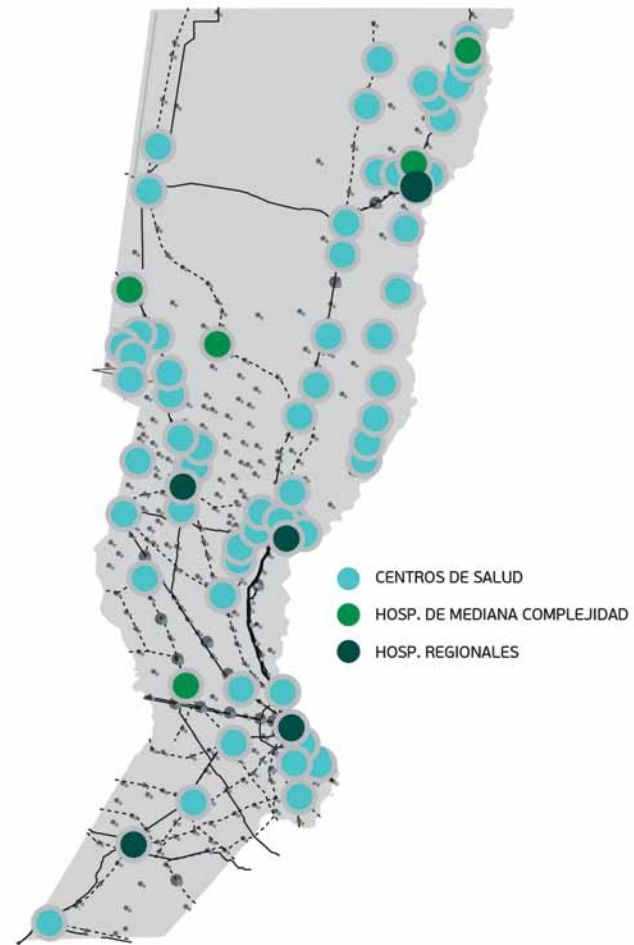 CENTROS DE SALUD
HOSP. DE MEDIANA COMPLEJIDAD
HOSP. REGIONALES